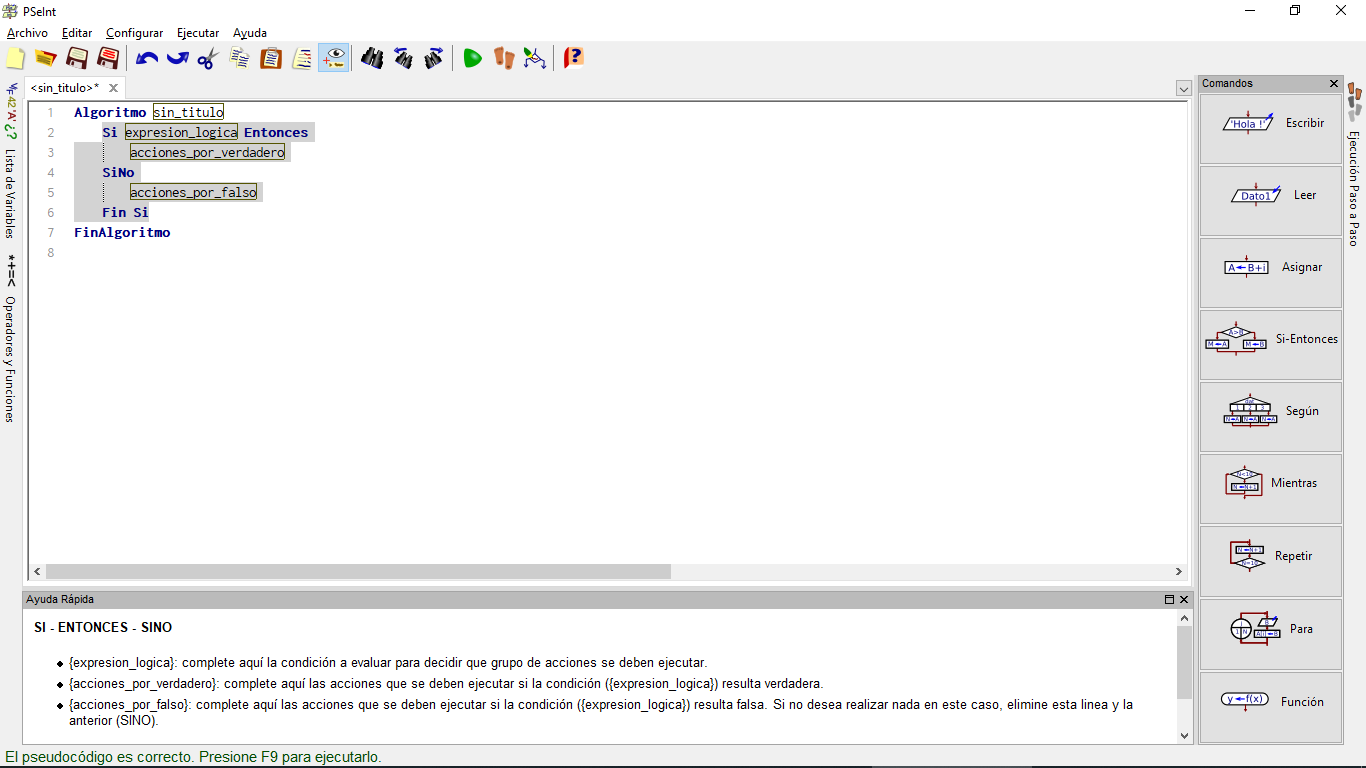 PSeInt
Archivo Editar Configurar Ejecutar Ayuda
<sin_titulo>*
Lista de Variables
*+=< Operadores y Funciones
1 Algoritmo sin_titulo
2 Si expresion_logica Entonces
3 acciones_por_verdadero
4 SiNo
5 acciones_por_falso
6 Fin Si
7 FinAlgoritmo
8
Ayuda Rápida
SI - ENTONCES - SINO
{expresion_logica}: complete aquí la condición a evaluar para decidir que grupo de acciones se deben ejecutar.
{acciones_por_verdadero}: complete aquí las acciones que se deben ejecutar si la condición ({expresion_logica}) resulta verdadera.
{acciones_por_falso}: complete aquí las acciones que se deben ejecutar si la condición ({expresion_logica}) resulta falsa. Si no desea realizar nada en este caso, elimine esta linea y la
anterior (SINO).
Comandos
'Hola !' Escribir
Dato1 Leer
A←B+i Asignar
A>B M←A M←B Si-Entonces
Según
Mientras
Repetir
Para
y←f(x) Función
Ejecución Paso a Paso
El pseudocódigo es correcto. Presione F9 para ejecutarlo.